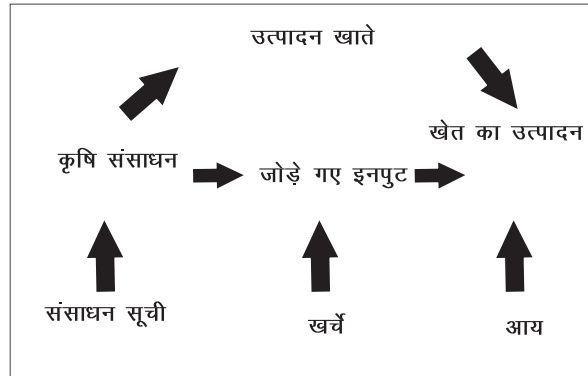 उत्पादन खाते
खेत का उत्पादन
कृषि संसाधन
जोड़े गए इनपुट
संसाधन सूची
खर्चे
आय